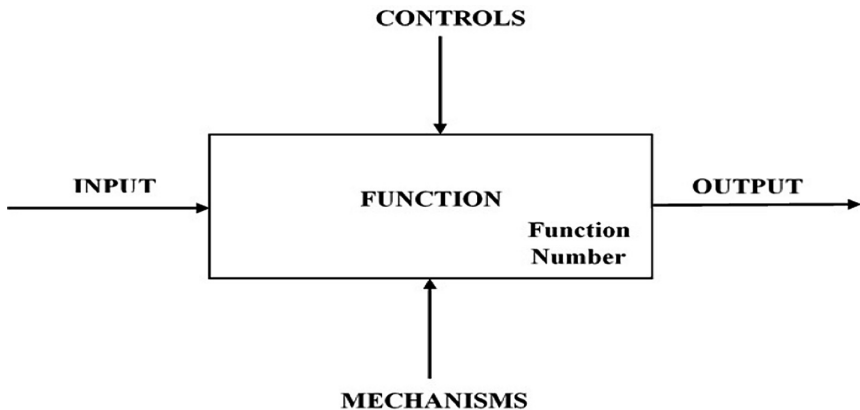 CONTROLS
INPUT
FUNCTION
OUTPUT
Function
Number
MECHANISMS